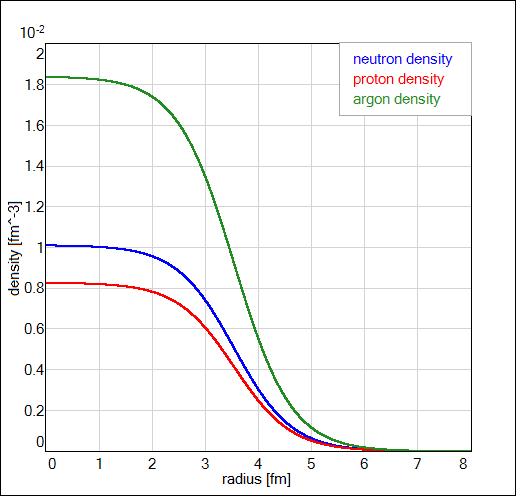 10-2
2
1.8
1.6
1.4
1.2
1
0.8
0.6
0.4
0.2
0
density [fm^-3]
neutron density
proton density
argon density
0 1 2 3 4 5 6 7 8
radius [fm]